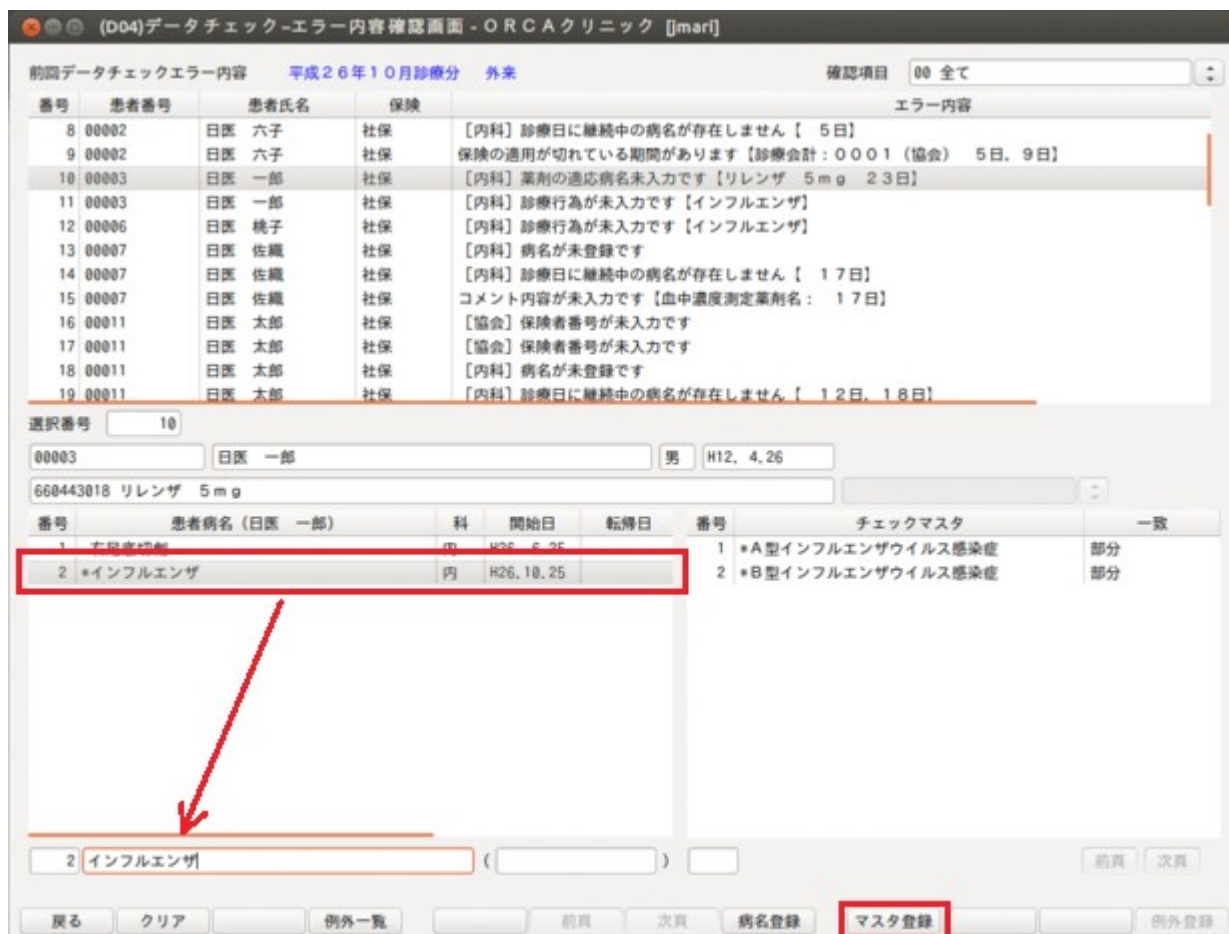 (D04)データチェック-エラー内容確認画面 - ORCAクリニック [jmari]
前回データチェックエラー内容 平成26年10月診療分 外来 確認項目 00 全て
番号 患者番号 患者氏名 保険 エラー内容
8 00002 日医 六子 社保 [内科] 診療日に継続中の病名が存在しません【 5日】
9 00002 日医 六子 社保 保険の適用が切れている期間があります【診療会計:0001(協会) 5日,9日】
10 00003 日医 一郎 社保 [内科] 薬剤の適応病名未入力です【リレンザ 5mg 23日】
11 00003 日医 一郎 社保 [内科] 診療行為が未入力です【インフルエンザ】
12 00006 日医 桃子 社保 [内科] 診療行為が未入力です【インフルエンザ】
13 00007 日医 佐織 社保 [内科] 病名が未登録です
14 00007 日医 佐織 社保 [内科] 診療日に継続中の病名が存在しません【 17日】
15 00007 日医 佐織 社保 コメント内容が未入力です【血中濃度測定薬剤名: 17日】
16 00011 日医 太郎 社保 [協会] 保険者番号が未入力です
17 00011 日医 太郎 社保 [協会] 保険者番号が未入力です
18 00011 日医 太郎 社保 [内科] 病名が未登録です
19 00011 日医 太郎 社保 [内科] 診療日に継続中の病名が存在しません【 12日,18日】
選択番号 10
00003 日医 一郎 男 H12. 4.26
660443018 リレンザ 5mg
番号 患者病名(日医 一郎) 科 開始日 転帰日 番号 チェックマスタ 一致
1 右足底切創 内 H26. 6.25 1 *A型インフルエンザウイルス感染症 部分
2 *インフルエンザ 内 H26.10.25 2 *B型インフルエンザウイルス感染症 部分
2 インフルエンザ ( ) 前頁 次頁
戻る クリア 例外一覧 前頁 次頁 病名登録 マスタ登録 例外登録